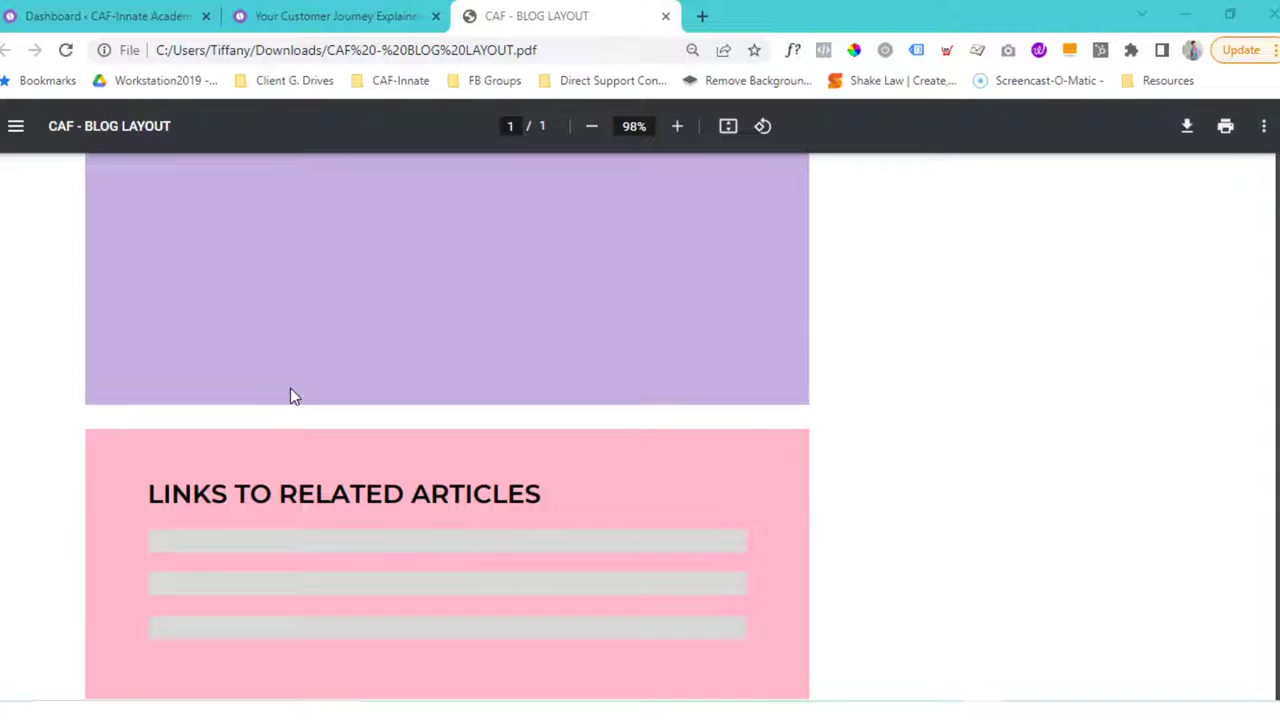 Dashboard ‹ CAF-Innate Academ
Your Customer Journey Explaine
CAF - BLOG LAYOUT
File
C:/Users/Tiffany/Downloads/CAF%20-%20BLOG%20LAYOUT.pdf
f?
Update
Bookmarks
Workstation2019 -...
Client G. Drives
CAF-Innate
FB Groups
Direct Support Con...
Remove Backgroun...
Shake Law | Create,...
Screencast-O-Matic -
Resources
CAF - BLOG LAYOUT
1 / 1
98%
LINKS TO RELATED ARTICLES